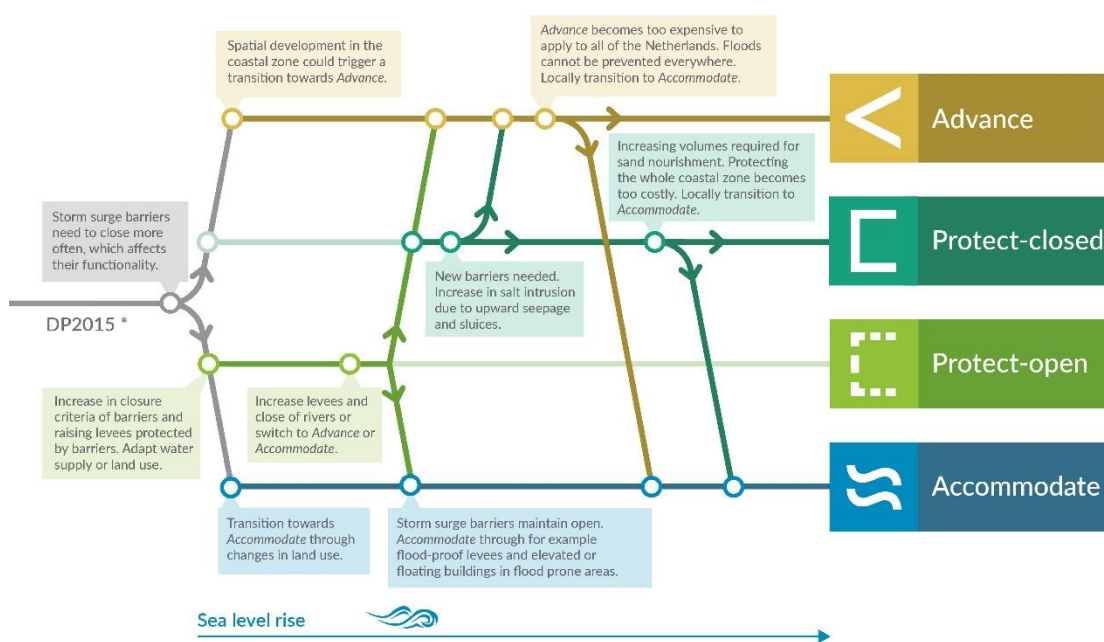 Spatial development in the
coastal zone could trigger a
transition towards Advance.
Advance becomes too expensive to
apply to all of the Netherlands. Floods
cannot be prevented everywhere.
Locally transition to Accommodate.
Advance
Increasing volumes required for
sand nourishment. Protecting
the whole coastal zone becomes
too costly. Locally transition to
Accommodate.
Storm surge barriers
need to close more
often, which affects
their functionality.
Protect-closed
New barriers needed.
Increase in salt intrusion
due to upward seepage
and sluices.
DP2015 *
Protect-open
Increase in closure
criteria of barriers and
raising levees protected
by barriers. Adapt water
supply or land use.
Increase levees and
close of rivers or
switch to Advance or
Accommodate.
Accommodate
Transition towards
Accommodate through
changes in land use.
Storm surge barriers maintain open.
Accommodate through for example
flood-proof levees and elevated or
floating buildings in flood prone areas.
Sea level rise